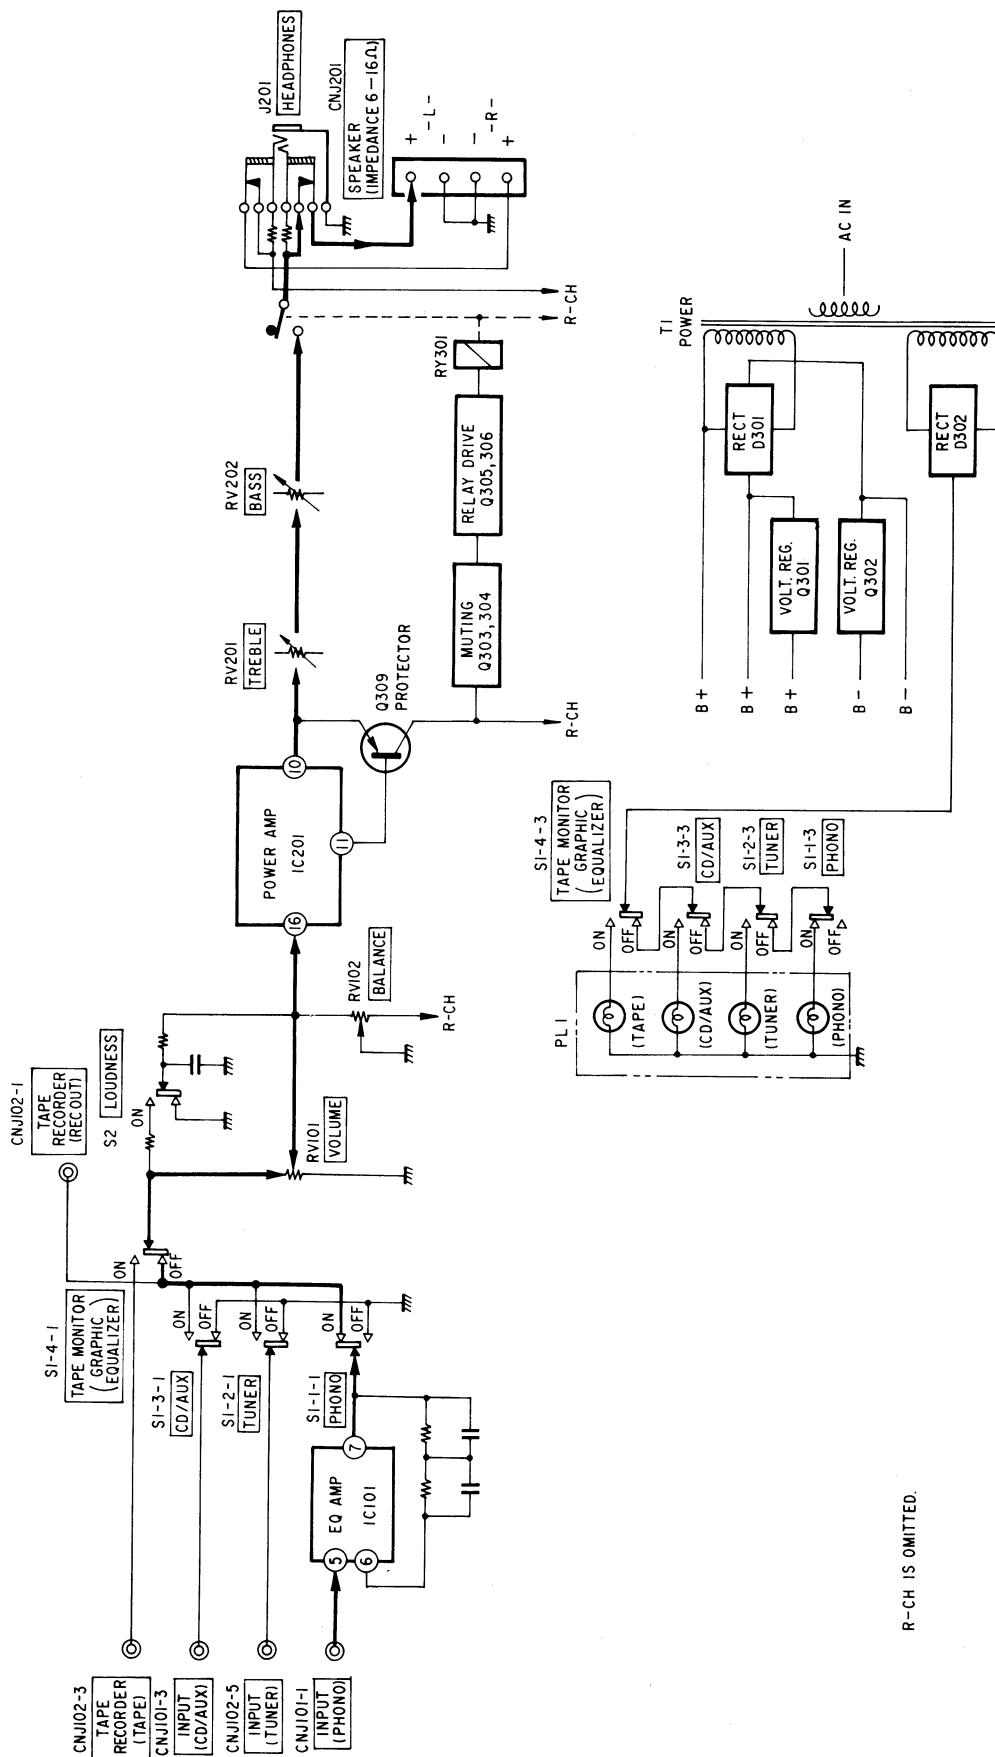 CNJ102-3
TAPE
RECORDER
(TAPE)
CNJ101-3
INPUT
(CD/AUX)
CNJ102-5
INPUT
(TUNER)
CNJ101-1
INPUT
(PHONO)
S1-4-1
TAPE MONITOR
(GRAPHIC
EQUALIZER)
S1-3-1
CD/AUX
S1-2-1
TUNER
S1-1-1
PHONO
5
6
7
EQ AMP
IC101
ON
OFF
ON
OFF
ON
OFF
ON
OFF
CNJ102-1
TAPE
RECORDER
(REC OUT)
S2 LOUDNESS
ON
RV101
VOLUME
RV102
BALANCE
R-CH
16
POWER AMP
IC201
10
11
Q309
PROTECTOR
RV201
TREBLE
RV202
BASS
MUTING
Q303,304
RELAY DRIVE
Q305,306
RY301
R-CH
R-CH
J201
HEADPHONES
CNJ201
SPEAKER
(IMPEDANCE 6-16Ω)
+
-L-
-
-
-R-
+
PL1
(TAPE)
(CD/AUX)
(TUNER)
(PHONO)
ON
OFF
ON
OFF
ON
OFF
ON
OFF
S1-4-3
TAPE MONITOR
(GRAPHIC
EQUALIZER)
S1-3-3
CD/AUX
S1-2-3
TUNER
S1-1-3
PHONO
B+
B+
B+
B-
B-
VOLT. REG.
Q301
VOLT. REG.
Q302
RECT
D301
RECT
D302
T1
POWER
AC IN
R-CH IS OMITTED.